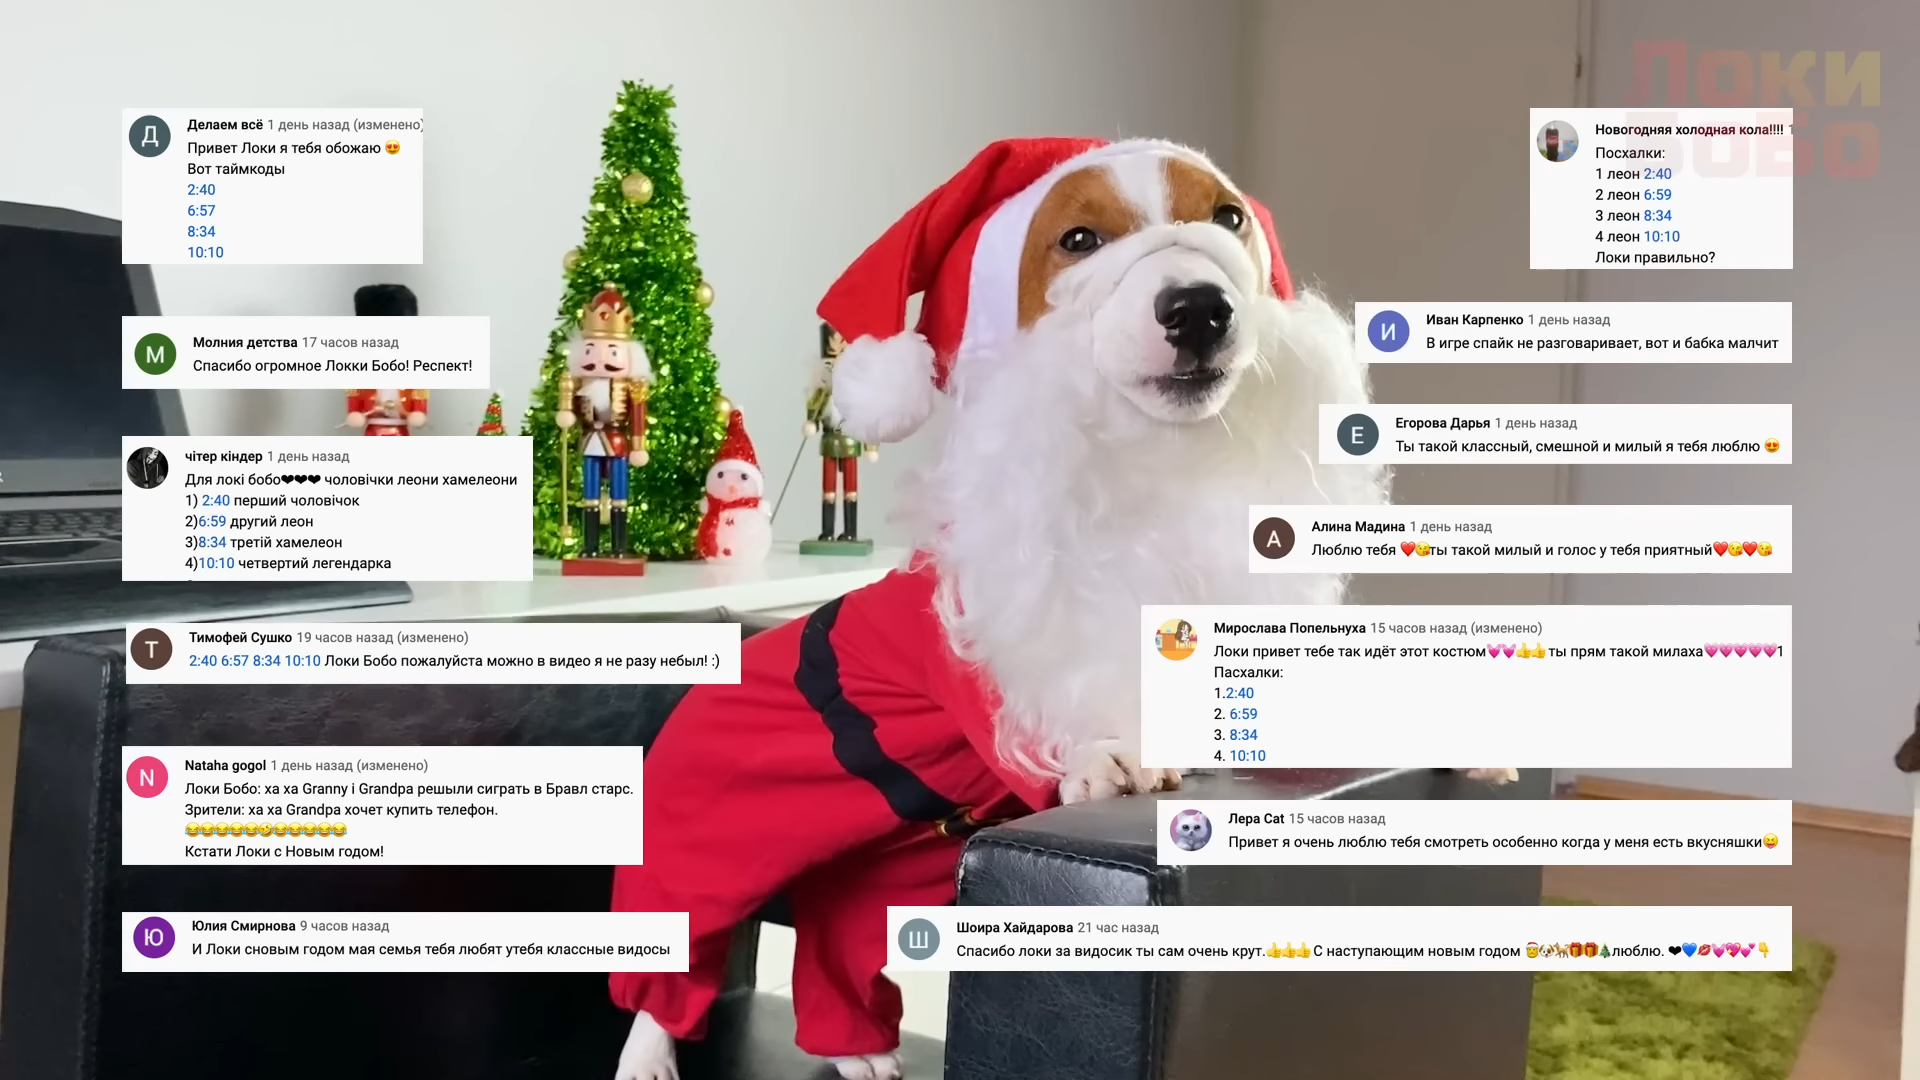 Делаем всё 1 день назад (изменено)
Привет Локи я тебя обожаю 😍
Вот таймкоды
2:40
6:57
8:34
10:10
Молния детства 17 часов назад
Спасибо огромное Локки Бобо! Респект!
чітер кіндер 1 день назад
Для локі бобо❤❤❤ чоловічки леони хамелеони
1) 2:40 перший чоловічок
2)6:59 другий леон
3)8:34 третій хамелеон
4)10:10 четвертий легендарка
Тимофей Сушко 19 часов назад (изменено)
2:40 6:57 8:34 10:10 Локи Бобо пожалуйста можно в видео я не разу небыл! :)
Nataha gogol 1 день назад (изменено)
Локи Бобо: ха ха Granny i Grandpa решыли сиграть в Бравл старс.
Зрители: ха ха Grandpa хочет купить телефон.
😂😂😂😂😂🤣😂😂😂😂😂
Кстати Локи с Новым годом!
Юлия Смирнова 9 часов назад
И Локи сновым годом мая семья тебя любят утебя классные видосы
Локи
Бобо
Новогодняя холодная кола!!!! 1
Посхалки:
1 леон 2:40
2 леон 6:59
3 леон 8:34
4 леон 10:10
Локи правильно?
Иван Карпенко 1 день назад
В игре спайк не разговаривает, вот и бабка малчит
Егорова Дарья 1 день назад
Ты такой классный, смешной и милый я тебя люблю 😍
Алина Мадина 1 день назад
Люблю тебя ❤😘ты такой милый и голос у тебя приятный❤😘❤😘
Мирослава Попельнуха 15 часов назад (изменено)
Локи привет тебе так идёт этот костюм💓💓👍👍ты прям такой милаха💗💗💗💗💗1
Пасхалки:
1.2:40
2. 6:59
3. 8:34
4. 10:10
Лера Cat 15 часов назад
Привет я очень люблю тебя смотреть особенно когда у меня есть вкусняшки😝
Шоира Хайдарова 21 час назад
Спасибо локи за видосик ты сам очень крут.👍👍👍С наступающим новым годом 🎅🐶🐕🎁🎁🎄люблю. ❤💙💋💓💖💕👇